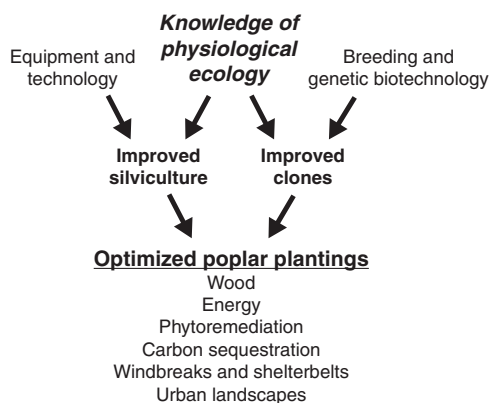 Knowledge of
physiological
ecology
Equipment and
technology
Breeding and
genetic biotechnology
Improved
silviculture
Improved
clones
Optimized poplar plantings
Wood
Energy
Phytoremediation
Carbon sequestration
Windbreaks and shelterbelts
Urban landscapes